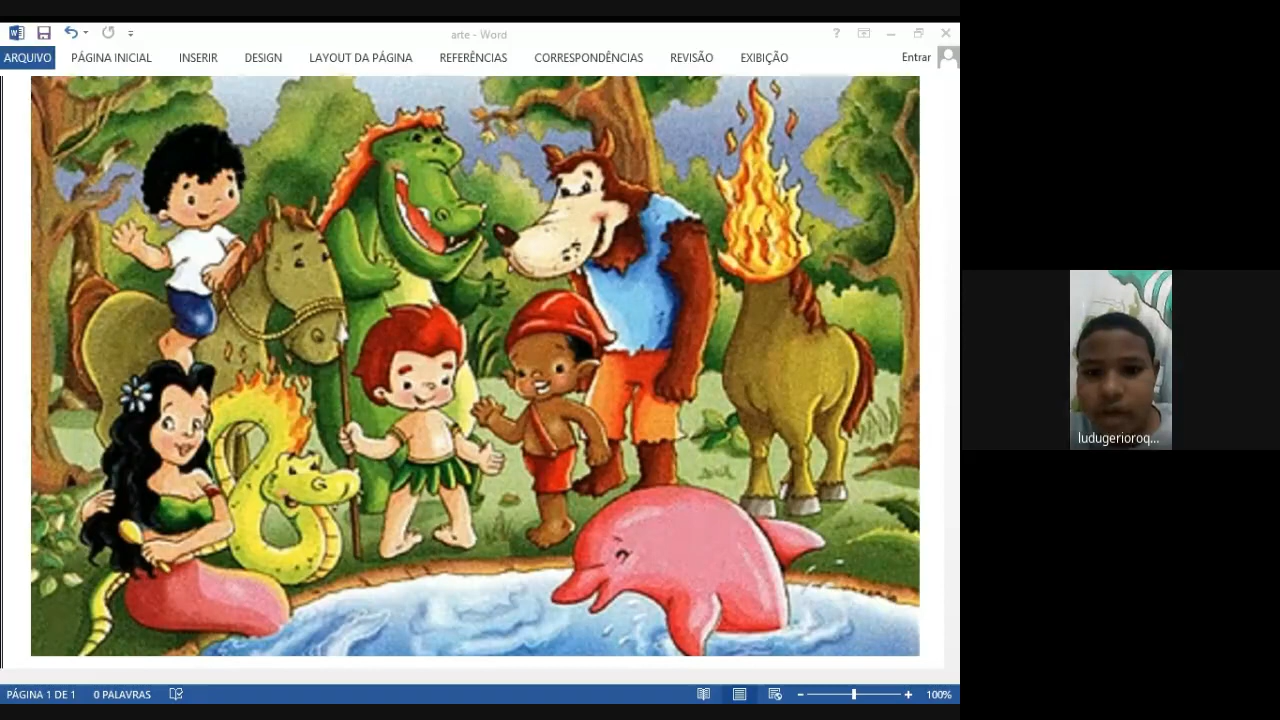 arte - Word
ARQUIVO PÁGINA INICIAL INSERIR DESIGN LAYOUT DA PÁGINA REFERÊNCIAS CORRESPONDÊNCIAS REVISÃO EXIBIÇÃO Entrar
ludugerioroq...
PÁGINA 1 DE 1 0 PALAVRAS 100%